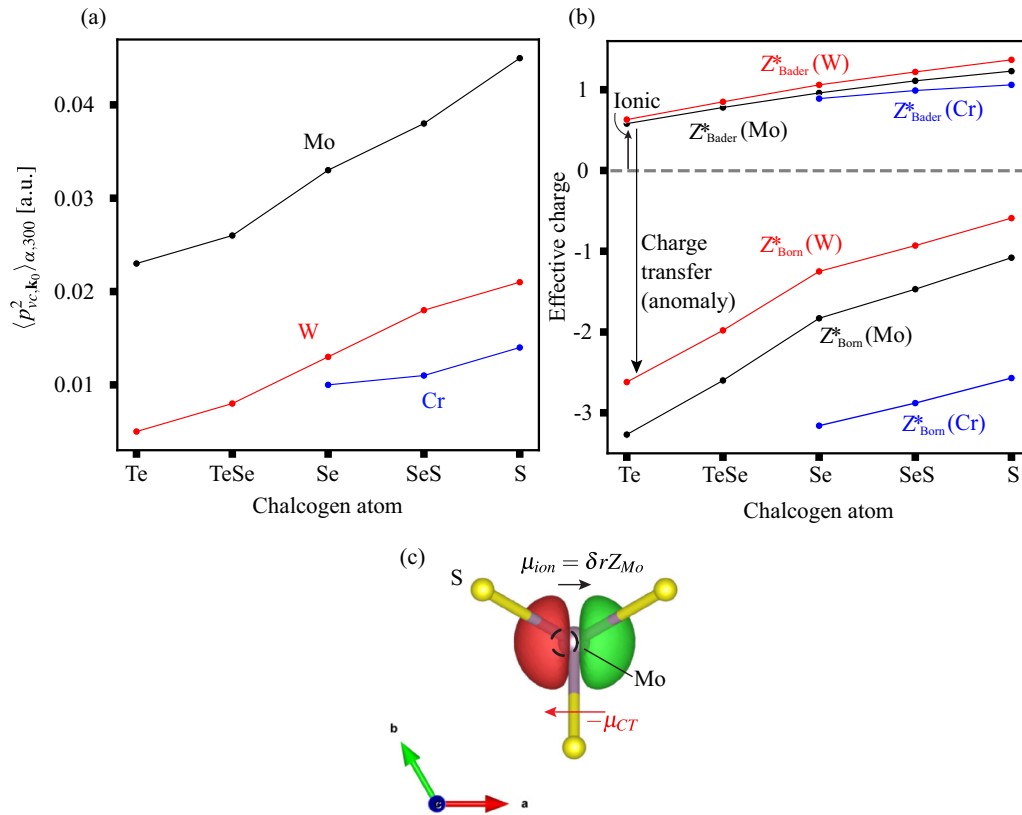 (a)
0.04
0.03
0.02
0.01
⟨p²vc,k₀⟩α,300 [a.u.]
Mo
W
Cr
Te
TeSe
Se
SeS
S
Chalcogen atom
(b)
1
0
-1
-2
-3
Effective charge
Z*Bader(W)
Ionic
Z*Bader(Mo)
Z*Bader(Cr)
Charge
transfer
(anomaly)
Z*Born(W)
Z*Born(Mo)
Z*Born(Cr)
Te
TeSe
Se
SeS
S
Chalcogen atom
(c)
μion = δrZMo
S
Mo
−μCT
b
c
a